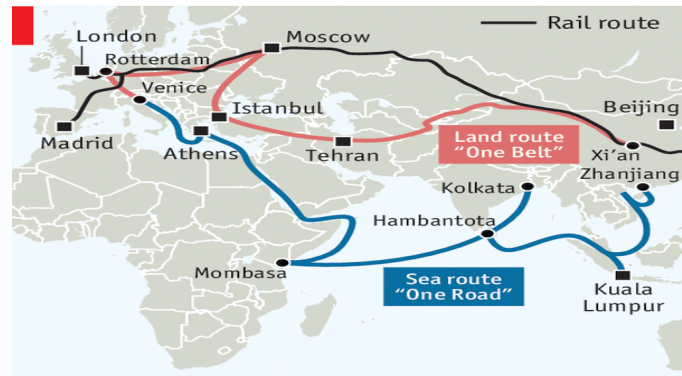 Rail route
London
Moscow
Rotterdam
Venice
Istanbul
Beijing
Madrid
Athens
Tehran
Land route
"One Belt"
Xi'an
Zhanjiang
Kolkata
Hambantota
Mombasa
Sea route
"One Road"
Kuala
Lumpur